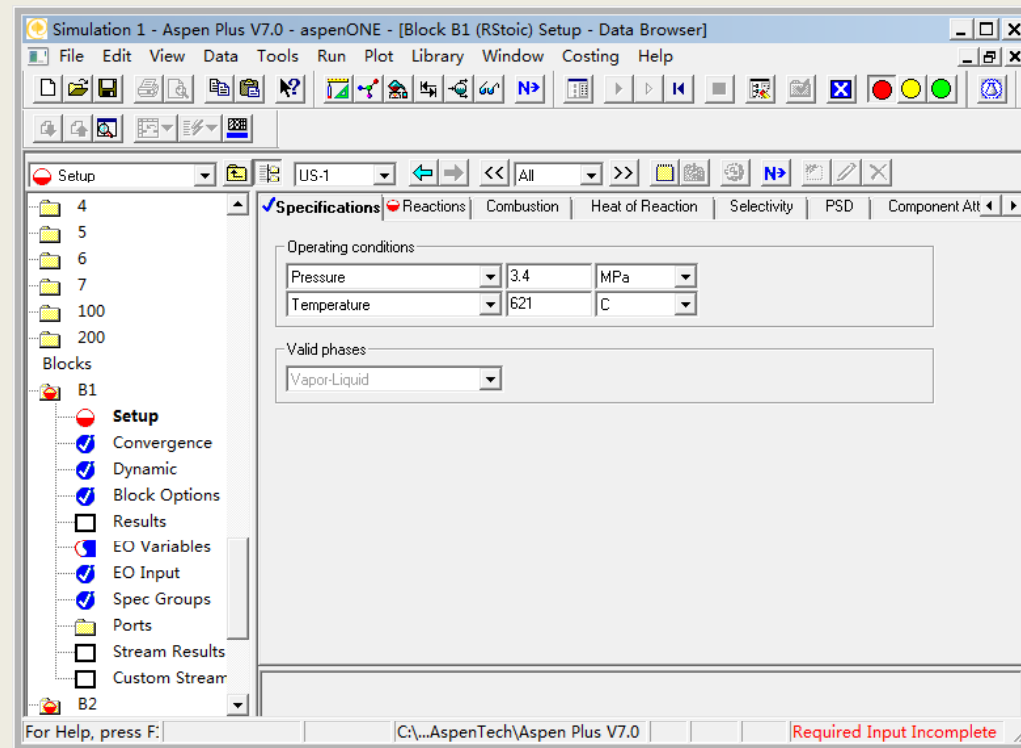 Simulation 1 - Aspen Plus V7.0 - aspenONE - [Block B1 (RStoic) Setup - Data Browser]
File Edit View Data Tools Run Plot Library Window Costing Help
N→
Setup US-1 << All >> N→
4
5
6
7
100
200
Blocks
B1
Setup
Convergence
Dynamic
Block Options
Results
EO Variables
EO Input
Spec Groups
Ports
Stream Results
Custom Stream
B2
Specifications Reactions Combustion Heat of Reaction Selectivity PSD Component Att
Operating conditions
Pressure 3.4 MPa
Temperature 621 C
Valid phases
Vapor-Liquid
For Help, press F: C:\...AspenTech\Aspen Plus V7.0 Required Input Incomplete